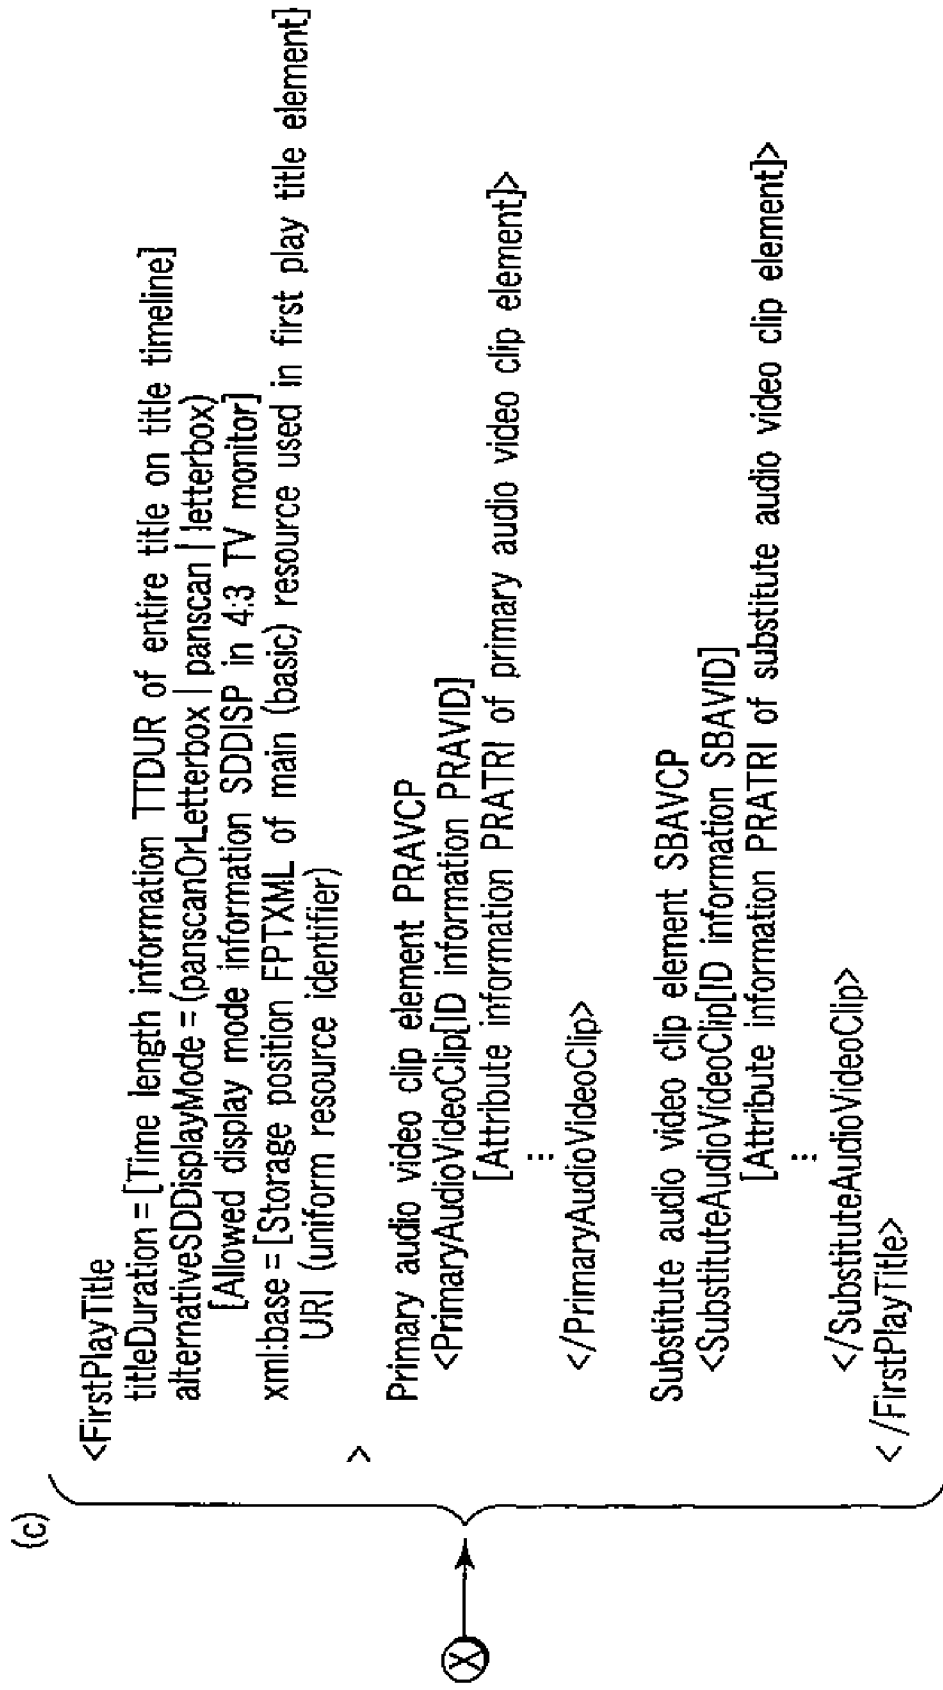 (c)
<FirstPlayTitle
titleDuration = [Time length information TTDUR of entire title on title timeline]
alternativeSDDisplayMode = (panscanOrLetterbox | panscan | letterbox)
[Allowed display mode information SDDISP in 4:3 TV monitor]
xml:base = [Storage position FPTXML of main (basic) resource used in first play title element]
URI (uniform resource identifier)
>
Primary audio video clip element PRAVCP
<PrimaryAudioVideoClip[ID information PRAVID]
[Attribute information PRATRI of primary audio video clip element]>
⋮
</PrimaryAudioVideoClip>
Substitute audio video clip element SBAVCP
<SubstituteAudioVideoClip[ID information SBAVID]
[Attribute information PRATRI of substitute audio video clip element]>
⋮
</SubstituteAudioVideoClip>
</FirstPlayTitle>
X